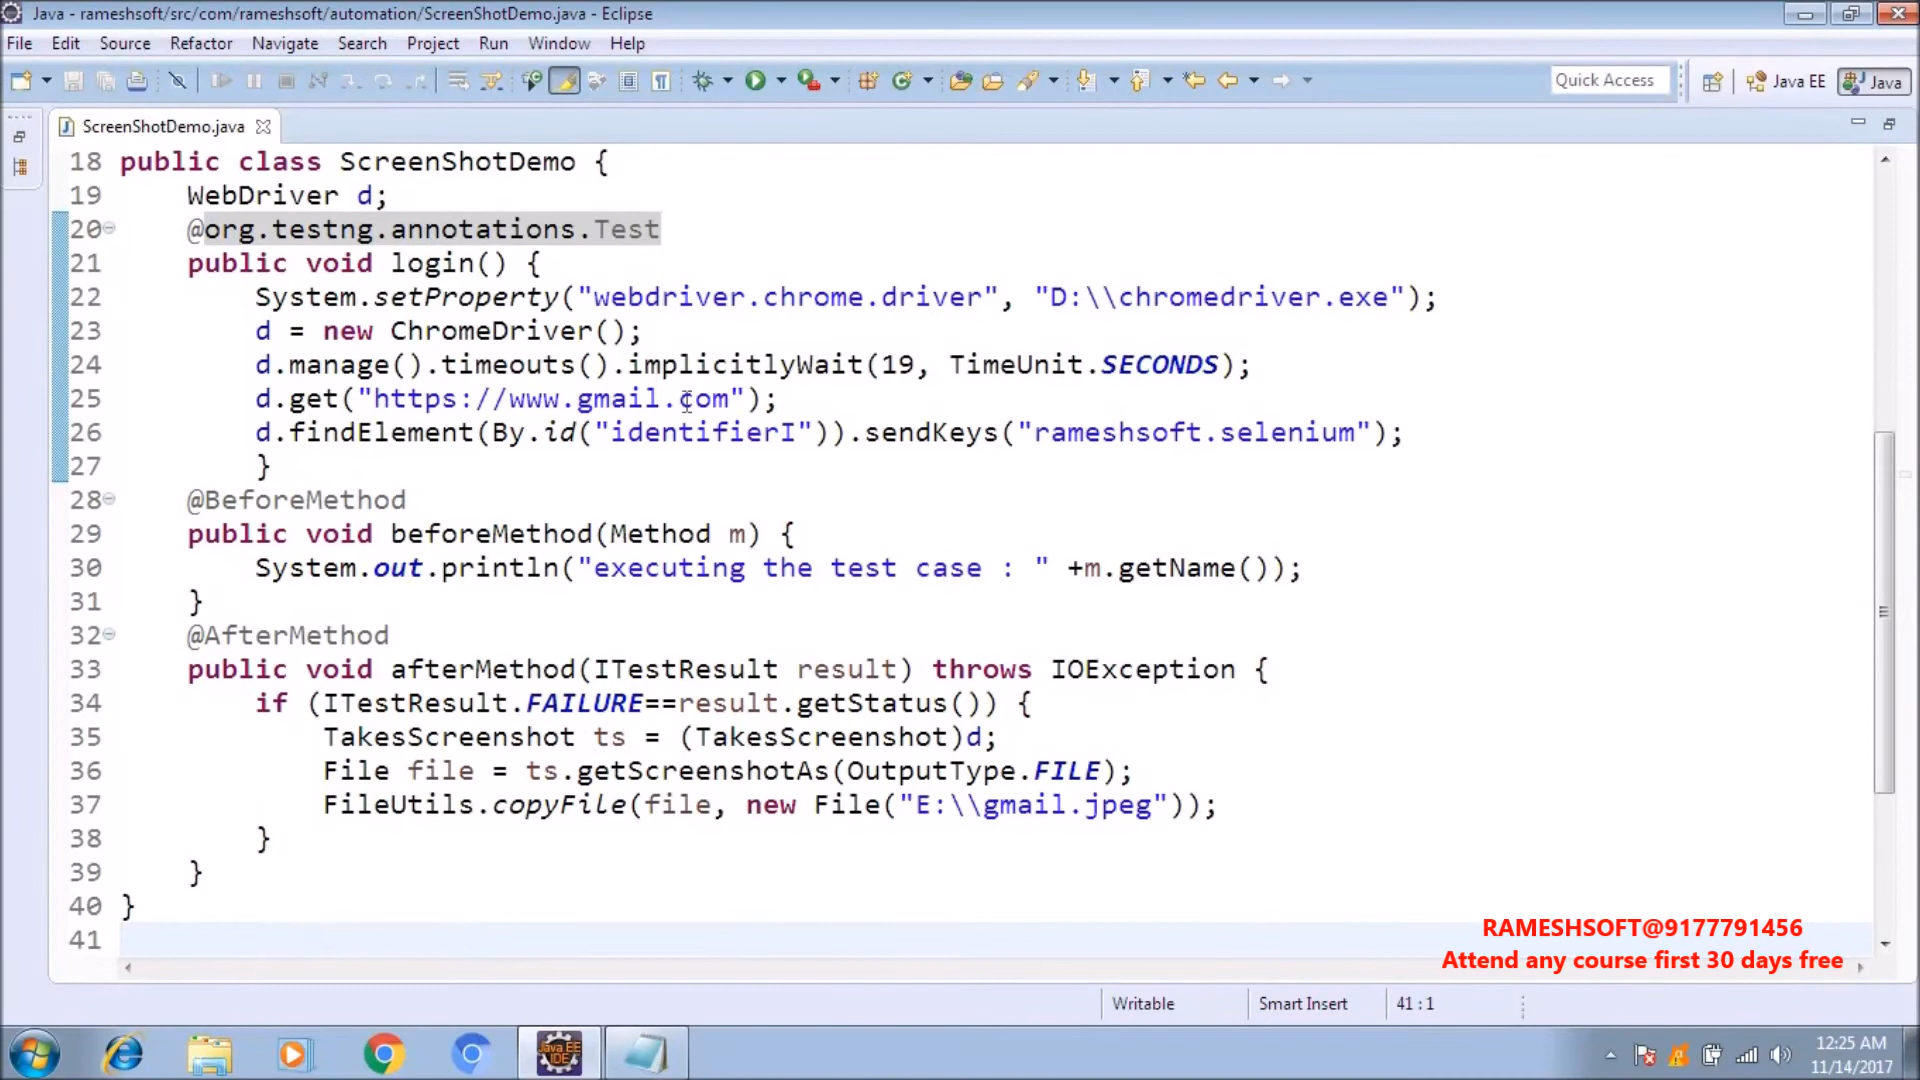 Java - rameshsoft/src/com/rameshsoft/automation/ScreenShotDemo.java - Eclipse
File Edit Source Refactor Navigate Search Project Run Window Help
Quick Access Java EE Java
ScreenShotDemo.java
18 public class ScreenShotDemo {
19 WebDriver d;
20 @org.testng.annotations.Test
21 public void login() {
22 System.setProperty("webdriver.chrome.driver", "D:\\chromedriver.exe");
23 d = new ChromeDriver();
24 d.manage().timeouts().implicitlyWait(19, TimeUnit.SECONDS);
25 d.get("https://www.gmail.com");
26 d.findElement(By.id("identifierI")).sendKeys("rameshsoft.selenium");
27 }
28 @BeforeMethod
29 public void beforeMethod(Method m) {
30 System.out.println("executing the test case : " +m.getName());
31 }
32 @AfterMethod
33 public void afterMethod(ITestResult result) throws IOException {
34 if (ITestResult.FAILURE==result.getStatus()) {
35 TakesScreenshot ts = (TakesScreenshot)d;
36 File file = ts.getScreenshotAs(OutputType.FILE);
37 FileUtils.copyFile(file, new File("E:\\gmail.jpeg"));
38 }
39 }
40 }
41
RAMESHSOFT@9177791456
Attend any course first 30 days free
Writable Smart Insert 41 : 1
Java EE
IDE
12:25 AM
11/14/2017